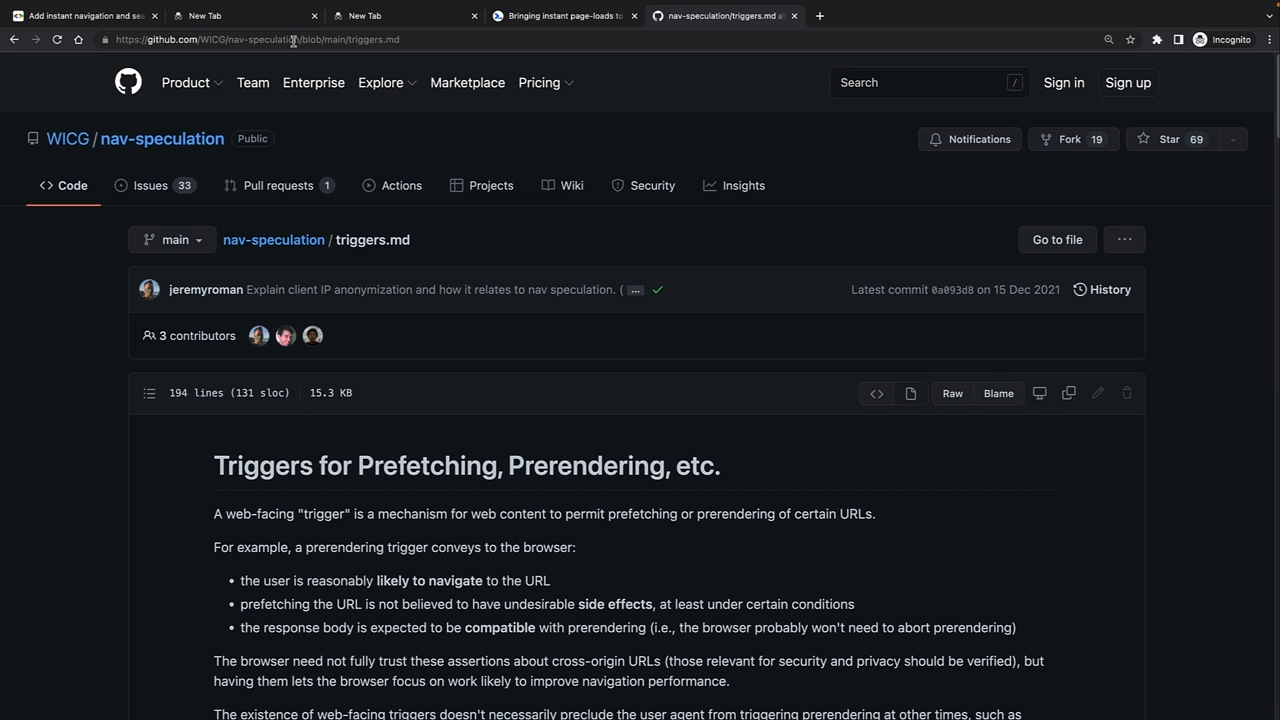 Add instant navigation and sea
New Tab
New Tab
Bringing instant page-loads to
nav-speculation/triggers.md at
https://github.com/WICG/nav-speculation/blob/main/triggers.md
Incognito
Product
Team
Enterprise
Explore
Marketplace
Pricing
Search
/
Sign in
Sign up
WICG / nav-speculation
Public
Notifications
Fork 19
Star 69
<> Code
Issues 33
Pull requests 1
Actions
Projects
Wiki
Security
Insights
main
nav-speculation / triggers.md
Go to file
...
jeremyroman Explain client IP anonymization and how it relates to nav speculation. ( ...
Latest commit 0a093d8 on 15 Dec 2021
History
3 contributors
194 lines (131 sloc)
15.3 KB
<>
Raw
Blame
Triggers for Prefetching, Prerendering, etc.
A web-facing "trigger" is a mechanism for web content to permit prefetching or prerendering of certain URLs.
For example, a prerendering trigger conveys to the browser:
• the user is reasonably likely to navigate to the URL
• prefetching the URL is not believed to have undesirable side effects, at least under certain conditions
• the response body is expected to be compatible with prerendering (i.e., the browser probably won't need to abort prerendering)
The browser need not fully trust these assertions about cross-origin URLs (those relevant for security and privacy should be verified), but
having them lets the browser focus on work likely to improve navigation performance.
The existence of web-facing triggers doesn't necessarily preclude the user agent from triggering prerendering at other times, such as